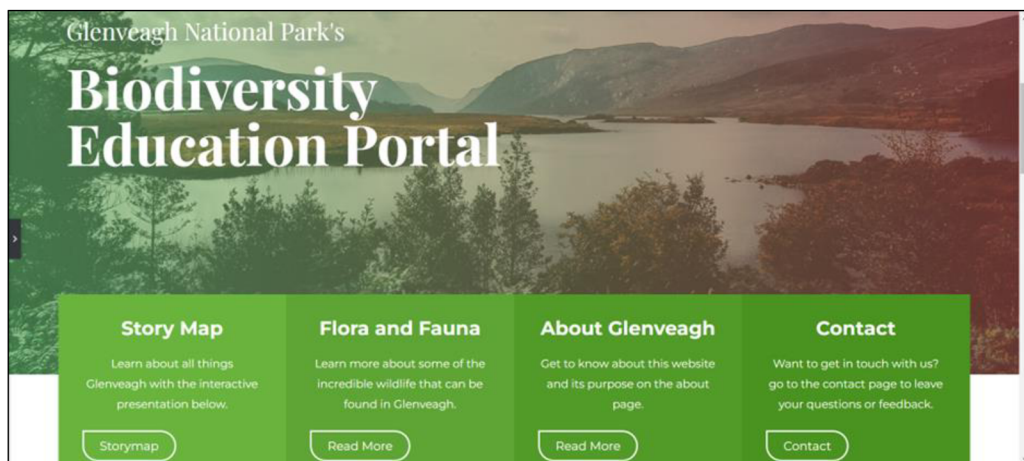 Glenveagh National Park's
Biodiversity
Education Portal
Story Map
Learn about all things
Glenveagh with the interactive
presentation below.
Storymap
Flora and Fauna
Learn more about some of the
incredible wildlife that can be
found in Glenveagh.
Read More
About Glenveagh
Get to know about this website
and its purpose on the about
page.
Read More
Contact
Want to get in touch with us?
go to the contact page to leave
your questions or feedback.
Contact